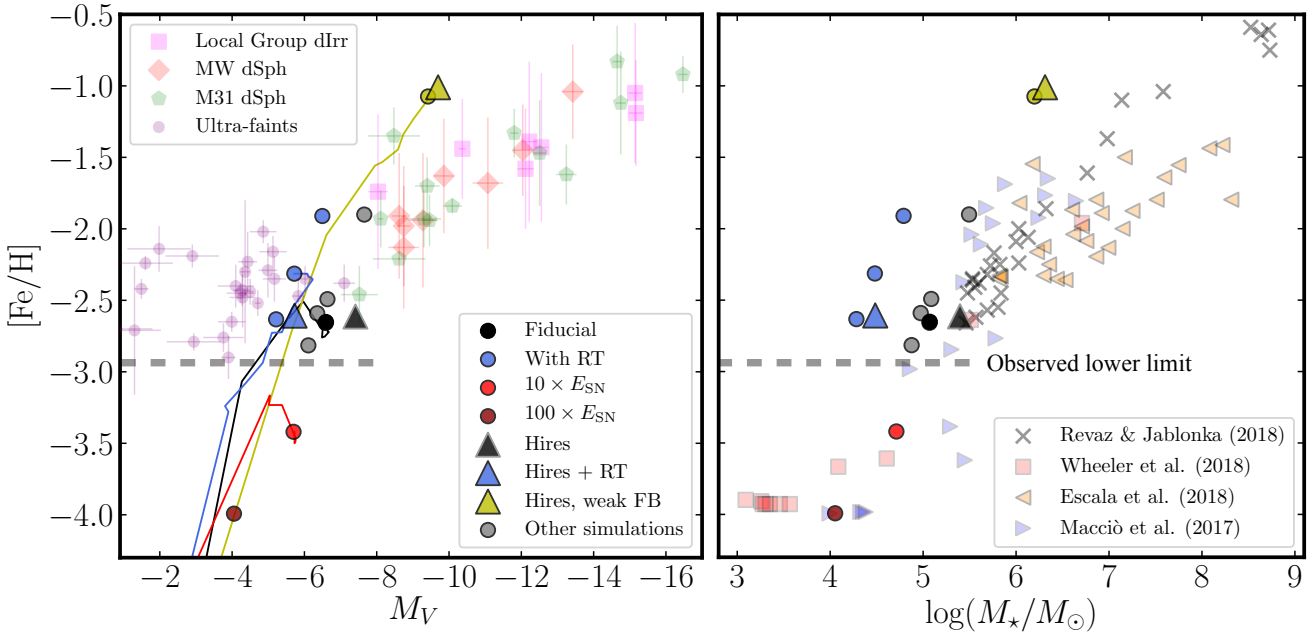 −0.5
−1.0
−1.5
−2.0
−2.5
−3.0
−3.5
−4.0
[Fe/H]
Local Group dIrr
MW dSph
M31 dSph
Ultra-faints
Fiducial
With RT
10 × E_SN
100 × E_SN
Hires
Hires + RT
Hires, weak FB
Other simulations
−2 −4 −6 −8 −10 −12 −14 −16
M_V
Observed lower limit
Revaz & Jablonka (2018)
Wheeler et al. (2018)
Escala et al. (2018)
Macciò et al. (2017)
3 4 5 6 7 8 9
log(M⋆/M⊙)